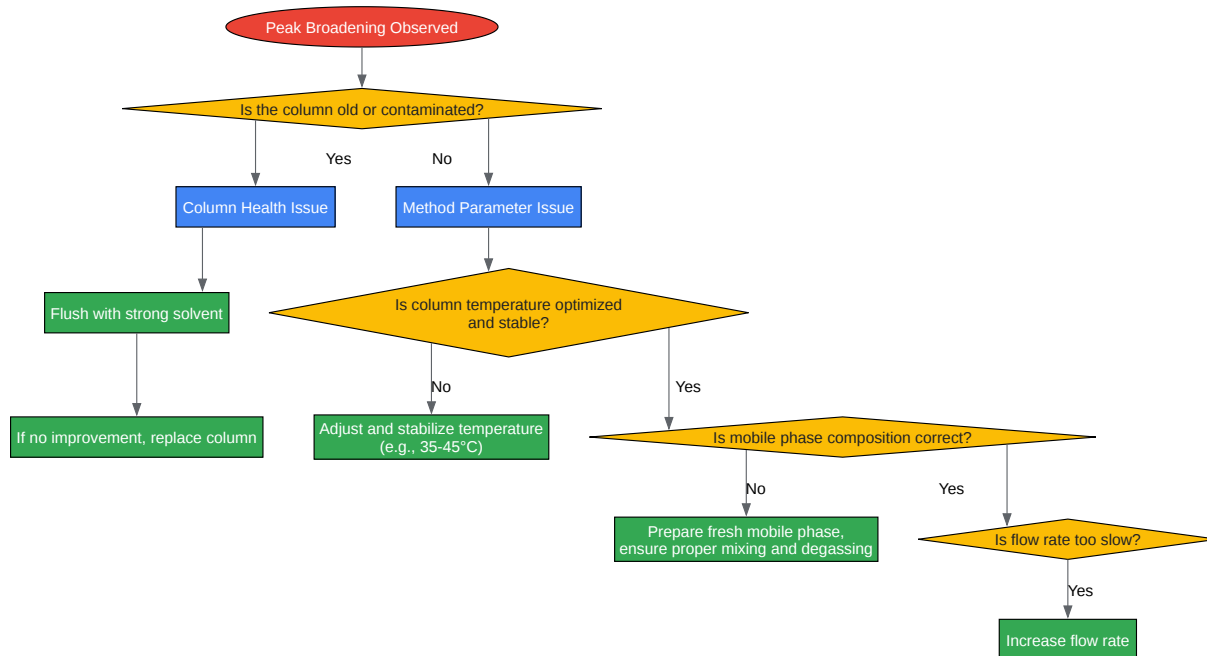 Peak Broadening Observed
Is the column old or contaminated?
Yes
No
Column Health Issue
Method Parameter Issue
Flush with strong solvent
Is column temperature optimized
and stable?
No
Yes
If no improvement, replace column
Adjust and stabilize temperature
(e.g., 35-45°C)
Is mobile phase composition correct?
No
Yes
Prepare fresh mobile phase,
ensure proper mixing and degassing
Is flow rate too slow?
Yes
Increase flow rate